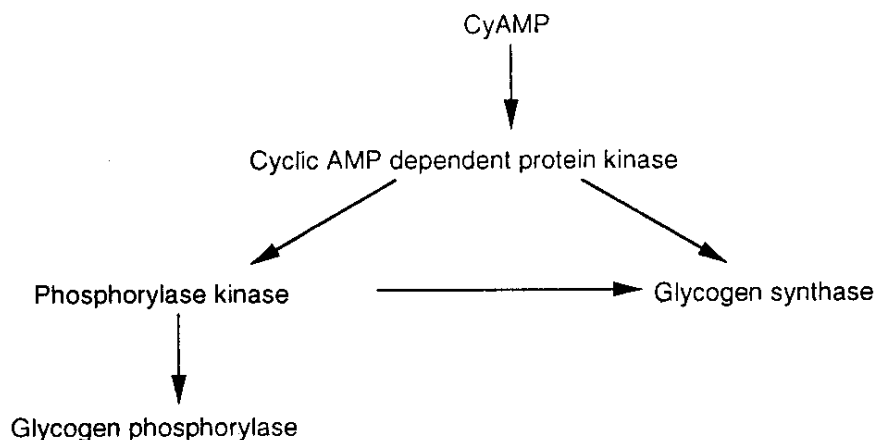 CyAMP
Cyclic AMP dependent protein kinase
Phosphorylase kinase
Glycogen synthase
Glycogen phosphorylase